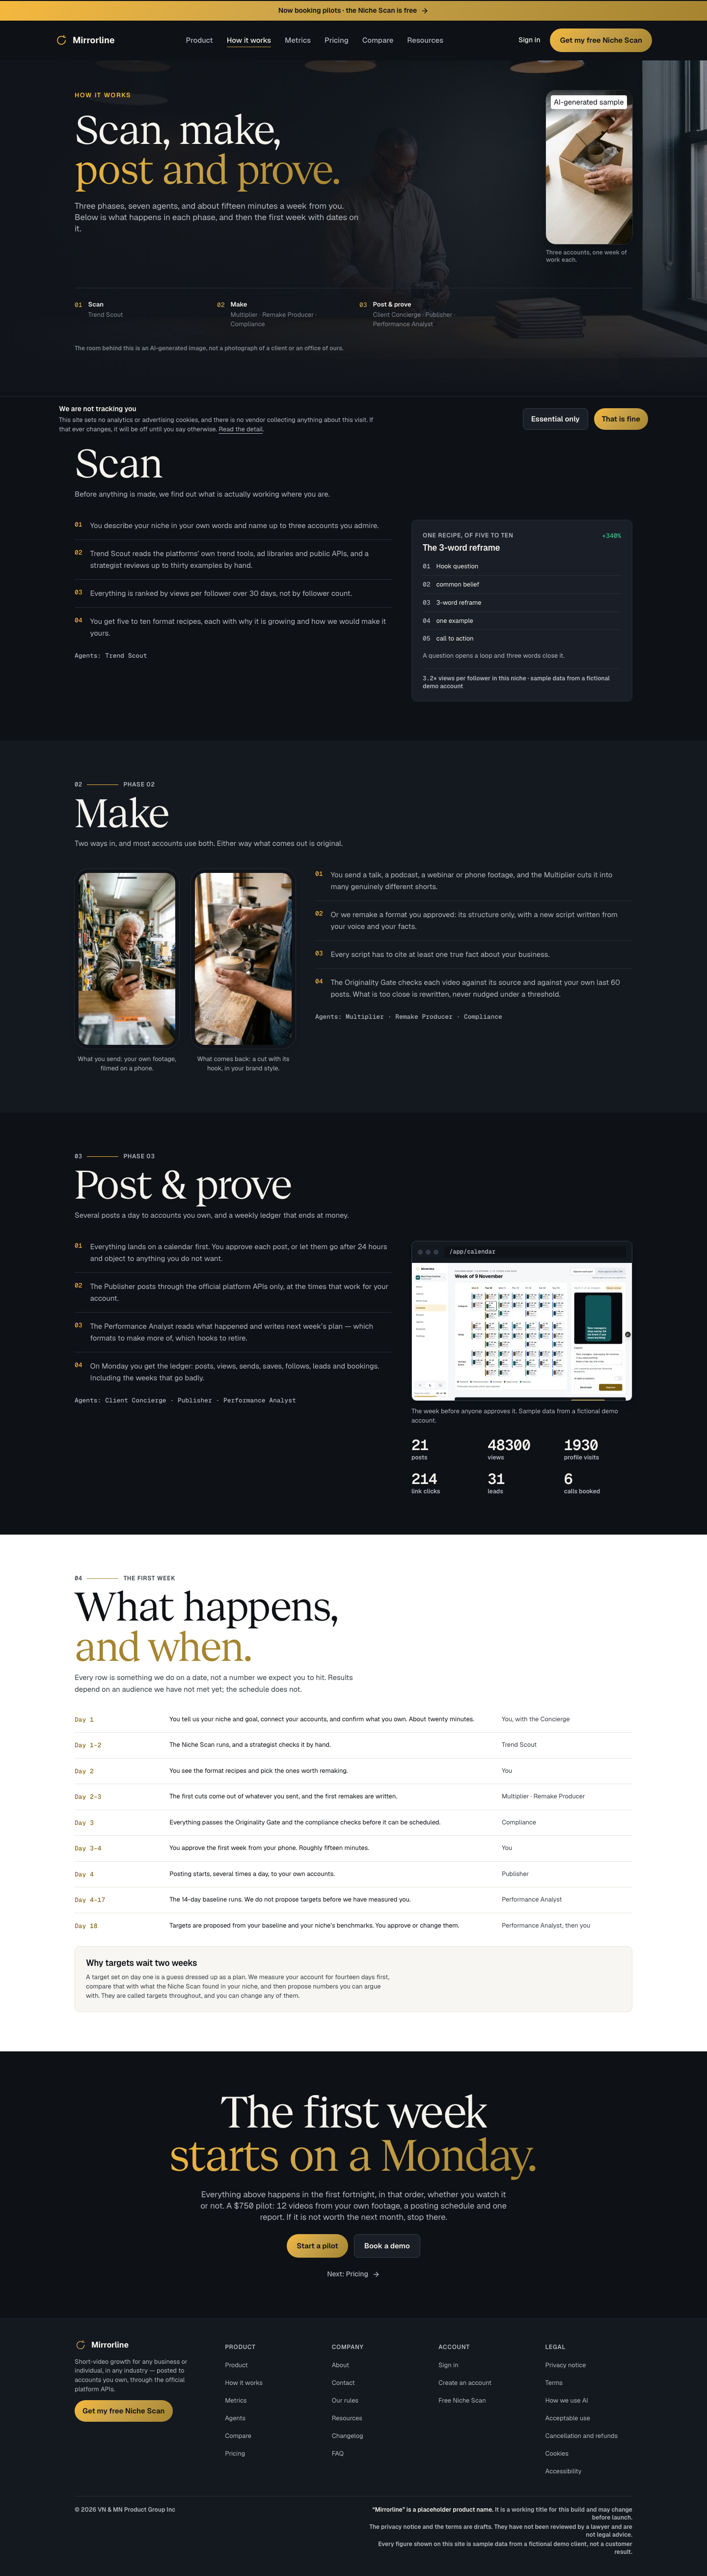 Now booking pilots · the Niche Scan is free →
Mirrorline
Product
How it works
Metrics
Pricing
Compare
Resources
Sign in
Get my free Niche Scan
HOW IT WORKS
Scan, make,
post and prove.
Three phases, seven agents, and about fifteen minutes a week from you.
Below is what happens in each phase, and then the first week with dates on
it.
AI-generated sample
Three accounts, one week of
work each.
01 Scan
Trend Scout
02 Make
Multiplier · Remake Producer ·
Compliance
03 Post & prove
Client Concierge · Publisher ·
Performance Analyst
The room behind this is an AI-generated image, not a photograph of a client or an office of ours.
We are not tracking you
This site sets no analytics or advertising cookies, and there is no vendor collecting anything about this visit. If
that ever changes, it will be off until you say otherwise. Read the detail.
Essential only
That is fine
Scan
Before anything is made, we find out what is actually working where you are.
01 You describe your niche in your own words and name up to three accounts you admire.
02 Trend Scout reads the platforms' own trend tools, ad libraries and public APIs, and a
strategist reviews up to thirty examples by hand.
03 Everything is ranked by views per follower over 30 days, not by follower count.
04 You get five to ten format recipes, each with why it is growing and how we would make it
yours.
Agents: Trend Scout
ONE RECIPE, OF FIVE TO TEN
+340%
The 3-word reframe
01 Hook question
02 common belief
03 3-word reframe
04 one example
05 call to action
A question opens a loop and three words close it.
3.2× views per follower in this niche · sample data from a fictional
demo account
02 PHASE 02
Make
Two ways in, and most accounts use both. Either way what comes out is original.
What you send: your own footage,
filmed on a phone.
What comes back: a cut with its
hook, in your brand style.
01 You send a talk, a podcast, a webinar or phone footage, and the Multiplier cuts it into
many genuinely different shorts.
02 Or we remake a format you approved: its structure only, with a new script written from
your voice and your facts.
03 Every script has to cite at least one true fact about your business.
04 The Originality Gate checks each video against its source and against your own last 60
posts. What is too close is rewritten, never nudged under a threshold.
Agents: Multiplier · Remake Producer · Compliance
03 PHASE 03
Post & prove
Several posts a day to accounts you own, and a weekly ledger that ends at money.
01 Everything lands on a calendar first. You approve each post, or let them go after 24 hours
and object to anything you do not want.
02 The Publisher posts through the official platform APIs only, at the times that work for your
account.
03 The Performance Analyst reads what happened and writes next week's plan — which
formats to make more of, which hooks to retire.
04 On Monday you get the ledger: posts, views, sends, saves, follows, leads and bookings.
Including the weeks that go badly.
Agents: Client Concierge · Publisher · Performance Analyst
/app/calendar
Week of 9 November
The week before anyone approves it. Sample data from a fictional demo
account.
21
posts
48300
views
1930
profile visits
214
link clicks
31
leads
6
calls booked
04 THE FIRST WEEK
What happens,
and when.
Every row is something we do on a date, not a number we expect you to hit. Results
depend on an audience we have not met yet; the schedule does not.
Day 1 You tell us your niche and goal, connect your accounts, and confirm what you own. About twenty minutes. You, with the Concierge
Day 1–2 The Niche Scan runs, and a strategist checks it by hand. Trend Scout
Day 2 You see the format recipes and pick the ones worth remaking. You
Day 2–3 The first cuts come out of whatever you sent, and the first remakes are written. Multiplier · Remake Producer
Day 3 Everything passes the Originality Gate and the compliance checks before it can be scheduled. Compliance
Day 3–4 You approve the first week from your phone. Roughly fifteen minutes. You
Day 4 Posting starts, several times a day, to your own accounts. Publisher
Day 4–17 The 14-day baseline runs. We do not propose targets before we have measured you. Performance Analyst
Day 18 Targets are proposed from your baseline and your niche's benchmarks. You approve or change them. Performance Analyst, then you
Why targets wait two weeks
A target set on day one is a guess dressed up as a plan. We measure your account for fourteen days first,
compare that with what the Niche Scan found in your niche, and then propose numbers you can argue
with. They are called targets throughout, and you can change any of them.
The first week
starts on a Monday.
Everything above happens in the first fortnight, in that order, whether you watch it
or not. A $750 pilot: 12 videos from your own footage, a posting schedule and one
report. If it is not worth the next month, stop there.
Start a pilot
Book a demo
Next: Pricing →
Mirrorline
Short-video growth for any business or
individual, in any industry — posted to
accounts you own, through the official
platform APIs.
Get my free Niche Scan
PRODUCT
Product
How it works
Metrics
Agents
Compare
Pricing
COMPANY
About
Contact
Our rules
Resources
Changelog
FAQ
ACCOUNT
Sign in
Create an account
Free Niche Scan
LEGAL
Privacy notice
Terms
How we use AI
Acceptable use
Cancellation and refunds
Cookies
Accessibility
© 2026 VN & MN Product Group Inc
"Mirrorline" is a placeholder product name. It is a working title for this build and may change
before launch.
The privacy notice and the terms are drafts. They have not been reviewed by a lawyer and are
not legal advice.
Every figure shown on this site is sample data from a fictional demo client, not a customer
result.